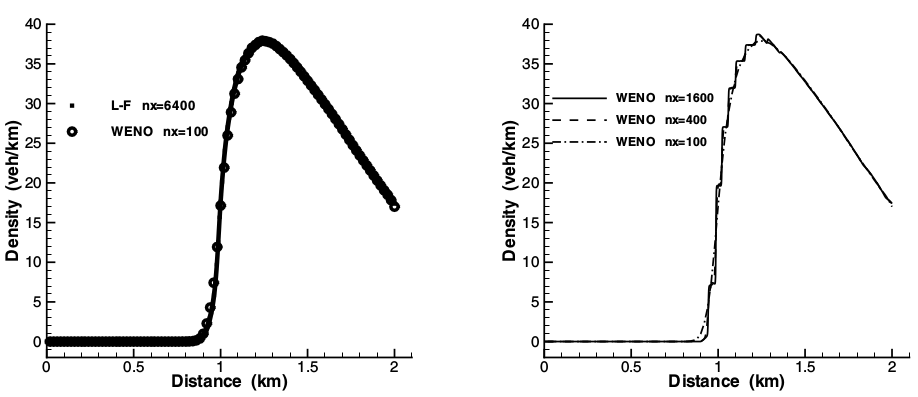 40
35
30
25
20
15
10
5
0
Density (veh/km)
L-F nx=6400
WENO nx=100
0 0.5 1 1.5 2
Distance (km)
40
35
30
25
20
15
10
5
0
Density (veh/km)
WENO nx=1600
WENO nx=400
WENO nx=100
0 0.5 1 1.5 2
Distance (km)